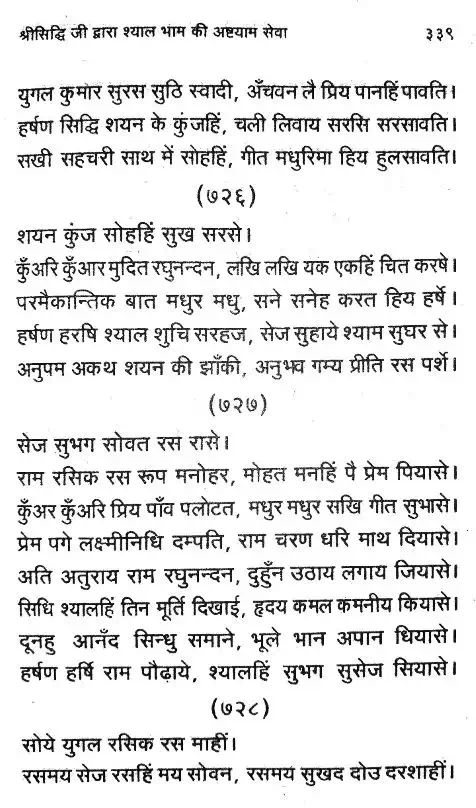 श्रीसिद्धि जी द्वारा श्याल भाम की अष्टयाम सेवा ३३९
युगल कुमार सुरस सुठि स्वादी, अँचवन लै प्रिय पानहिं पावति।
हर्षण सिद्धि शयन के कुंजहिं, चली लिवाय सरसि सरसावति।
सखी सहचरी साथ में सोहहिं, गीत मधुरिमा हिय हुलसावति।
(७२६)
शयन कुंज सोहहिं सुख सरसे।
कुँअरि कुँआर मुदित रघुनन्दन, लखि लखि यक एकहिं चित करषे।
परमैकान्तिक बात मधुर मधु, सने सनेह करत हिय हर्षे।
हर्षण हरषि श्याल शुचि सरहज, सेज सुहाये श्याम सुघर से।
अनुपम अकथ शयन की झाँकी, अनुभव गम्य प्रीति रस पर्शे।
(७२७)
सेज सुभग सोवत रस रासे।
राम रसिक रस रूप मनोहर, मोहत मनहिं पै प्रेम पियासे।
कुँअर कुँअरि प्रिय पाँव पलोटत, मधुर मधुर सखि गीत सुभासे।
प्रेम पगे लक्ष्मीनिधि दम्पति, राम चरण धरि माथ दियासे।
अति अतुराय राम रघुनन्दन, दुहुँन उठाय लगाय जियासे।
सिधि श्यालहिं तिन मूर्ति दिखाई, हृदय कमल कमनीय कियासे।
दूनहु आनँद सिन्धु समाने, भूले भान अपान धियासे।
हर्षण हर्षि राम पौढ़ाये, श्यालहिं सुभग सुसेज सियासे।
(७२८)
सोये युगल रसिक रस माहीं।
रसमय सेज रसहिं मय सोवन, रसमय सुखद दोउ दरशाहीं।